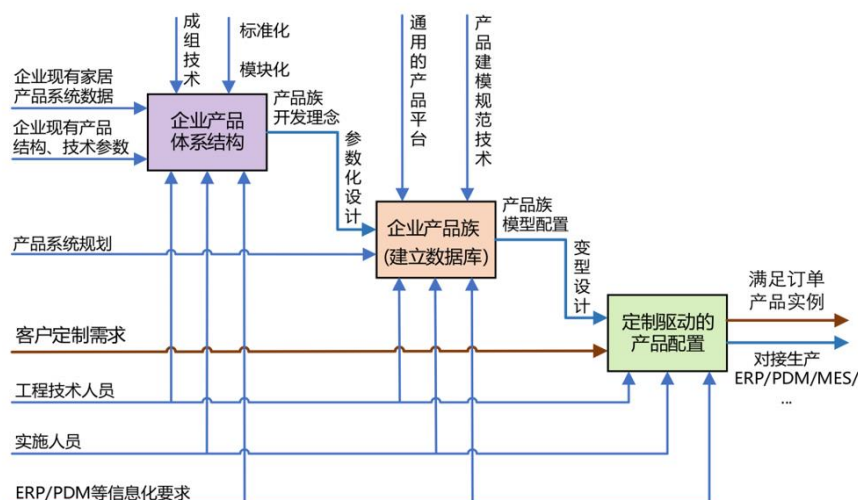 成组技术
标准化
模块化
通用的产品平台
产品建模规范技术
企业现有家居
产品系统数据
企业现有产品
结构、技术参数
企业产品
体系结构
产品族
开发理念
参数化设计
产品系统规划
企业产品族
(建立数据库)
产品族
模型配置
变型设计
客户定制需求
定制驱动的
产品配置
满足订单
产品实例
对接生产
ERP/PDM/MES/
...
工程技术人员
实施人员
ERP/PDM等信息化要求